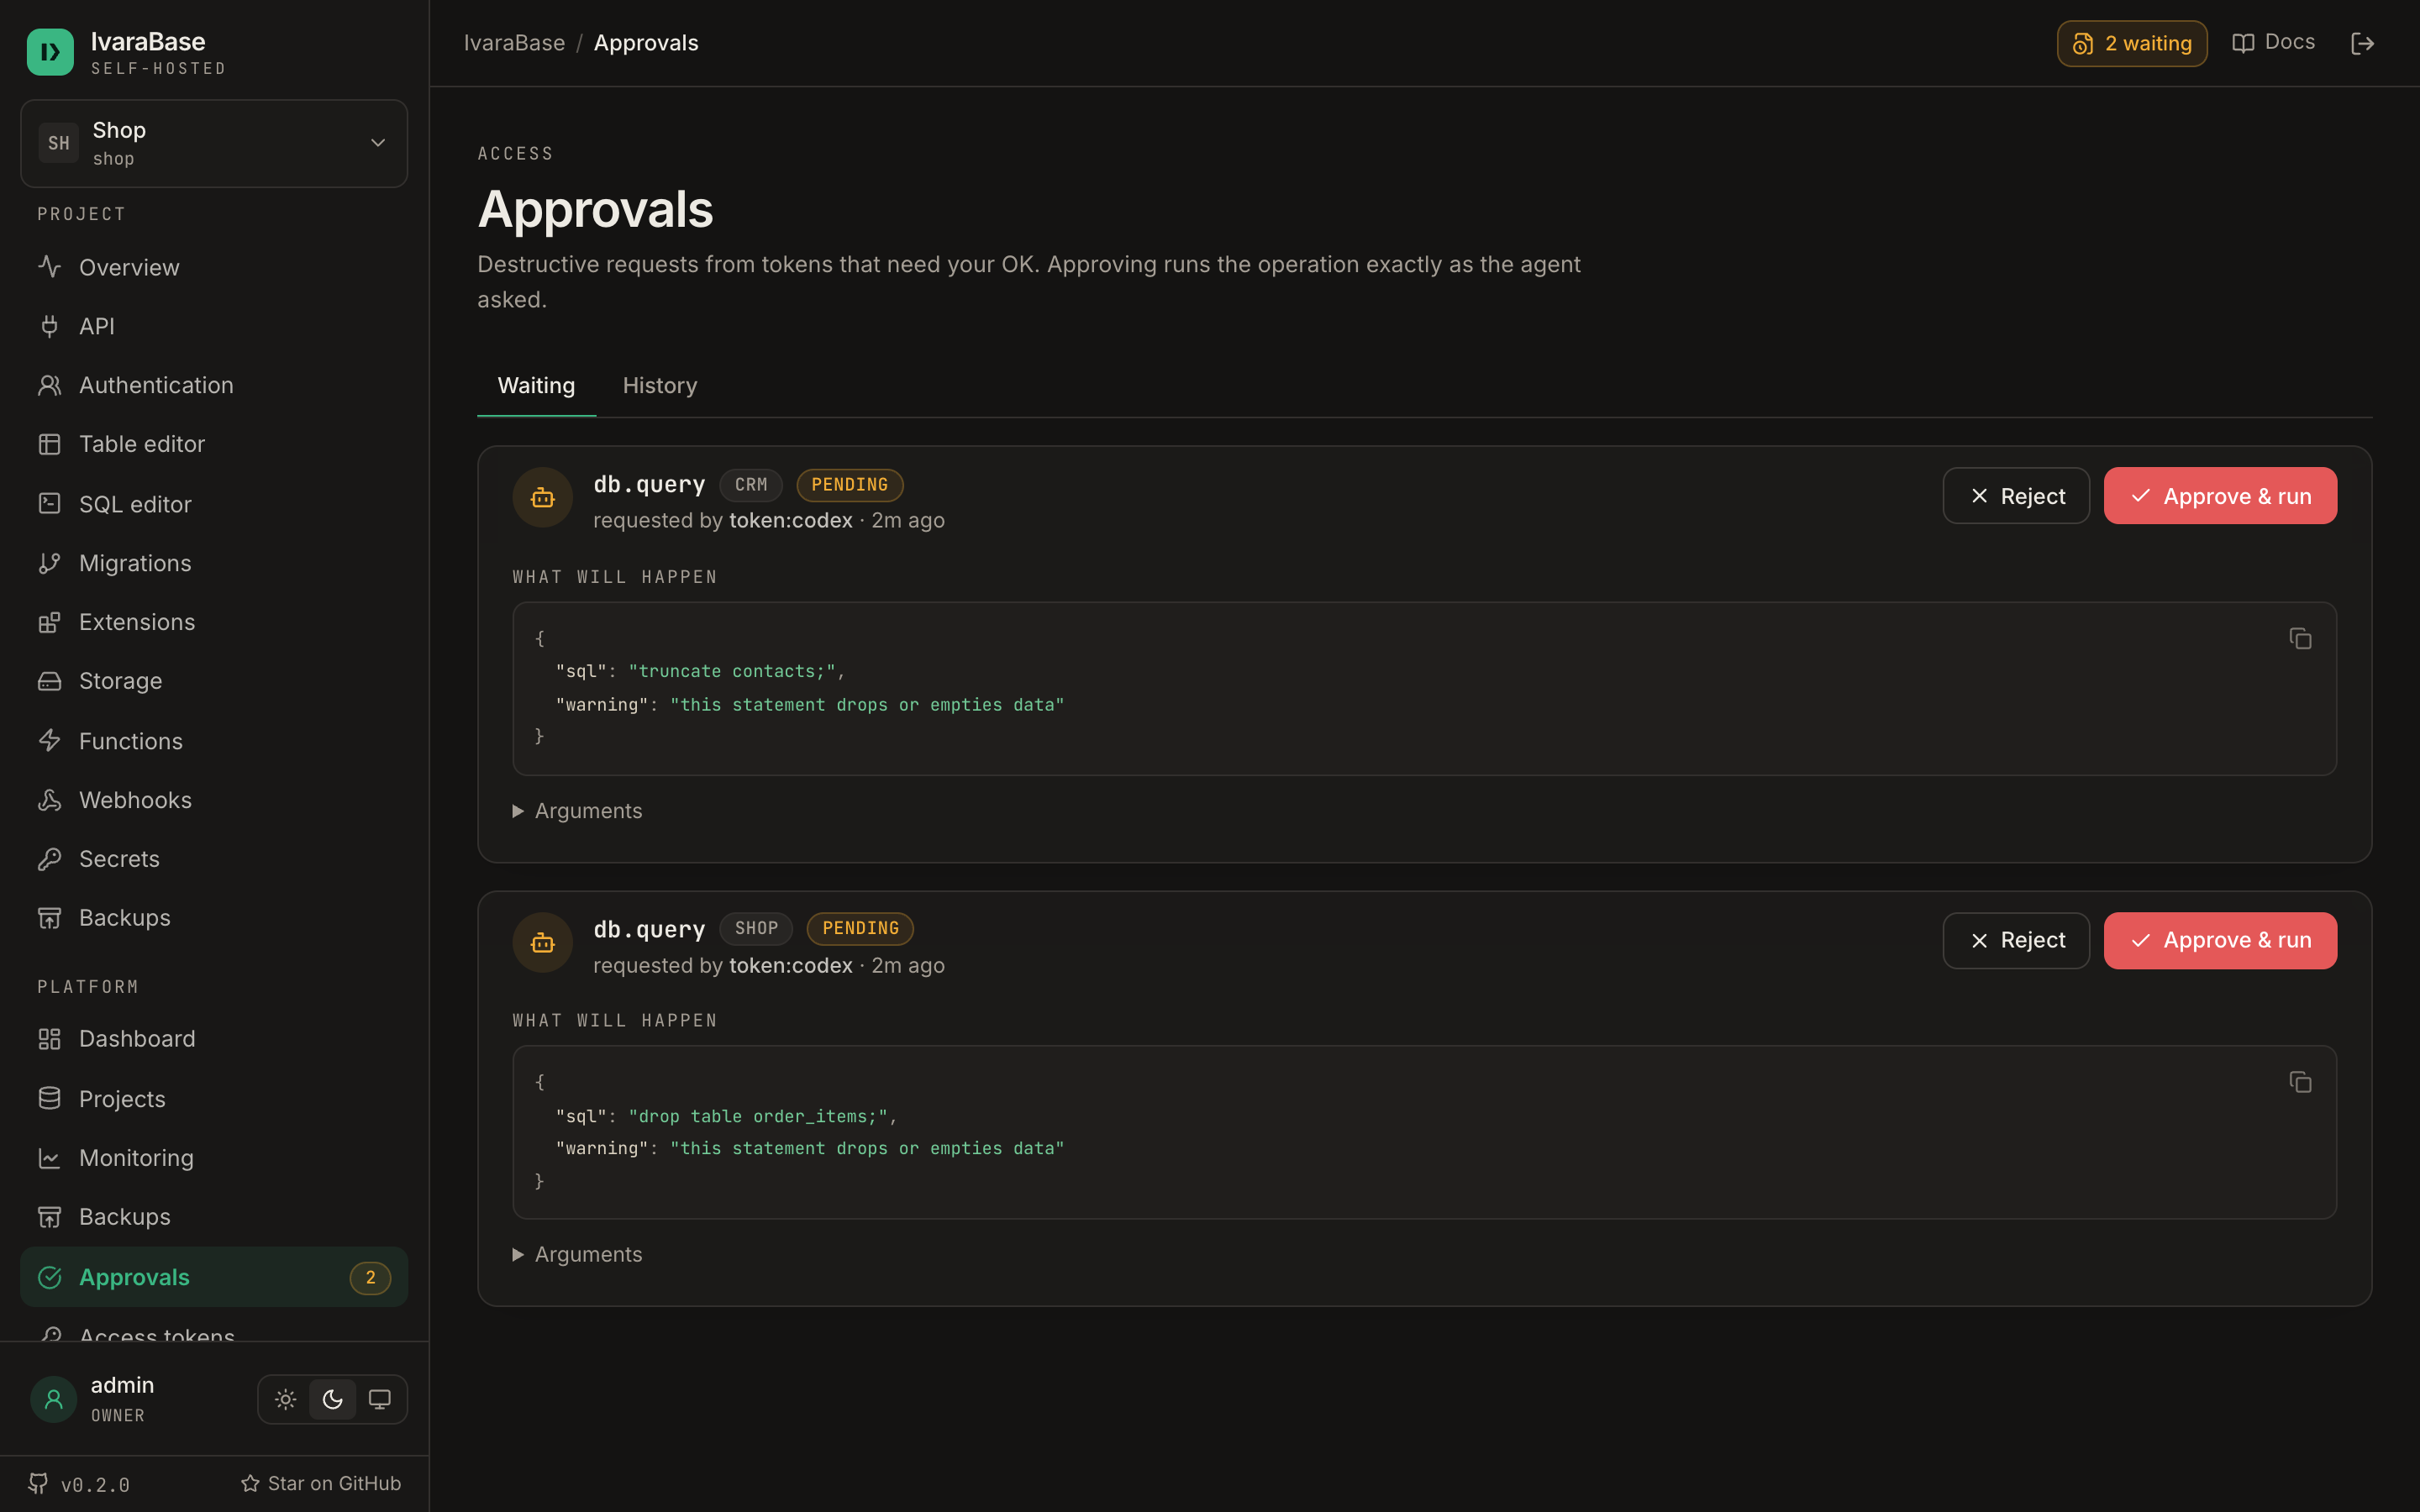 IvaraBase
SELF-HOSTED
SH
Shop
shop
PROJECT
Overview
API
Authentication
Table editor
SQL editor
Migrations
Extensions
Storage
Functions
Webhooks
Secrets
Backups
PLATFORM
Dashboard
Projects
Monitoring
Backups
Approvals 2
Access tokens
admin
OWNER
v0.2.0
Star on GitHub
IvaraBase / Approvals
2 waiting
Docs
ACCESS
Approvals
Destructive requests from tokens that need your OK. Approving runs the operation exactly as the agent
asked.
Waiting History
db.query CRM PENDING
requested by token:codex · 2m ago
Reject
Approve & run
WHAT WILL HAPPEN
{
"sql": "truncate contacts;",
"warning": "this statement drops or empties data"
}
Arguments
db.query SHOP PENDING
requested by token:codex · 2m ago
Reject
Approve & run
WHAT WILL HAPPEN
{
"sql": "drop table order_items;",
"warning": "this statement drops or empties data"
}
Arguments